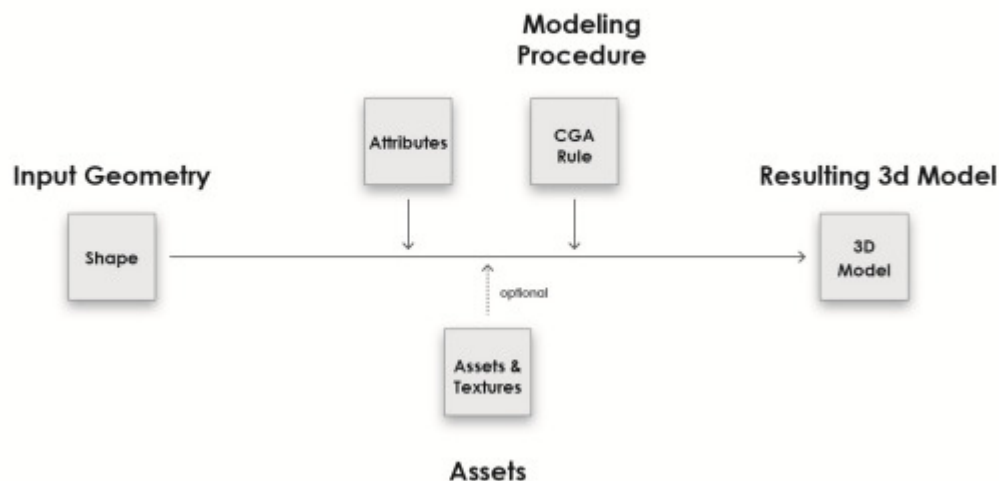 Modeling
Procedure
Attributes
CGA
Rule
Input Geometry
Resulting 3d Model
Shape
3D
Model
optional
Assets &
Textures
Assets